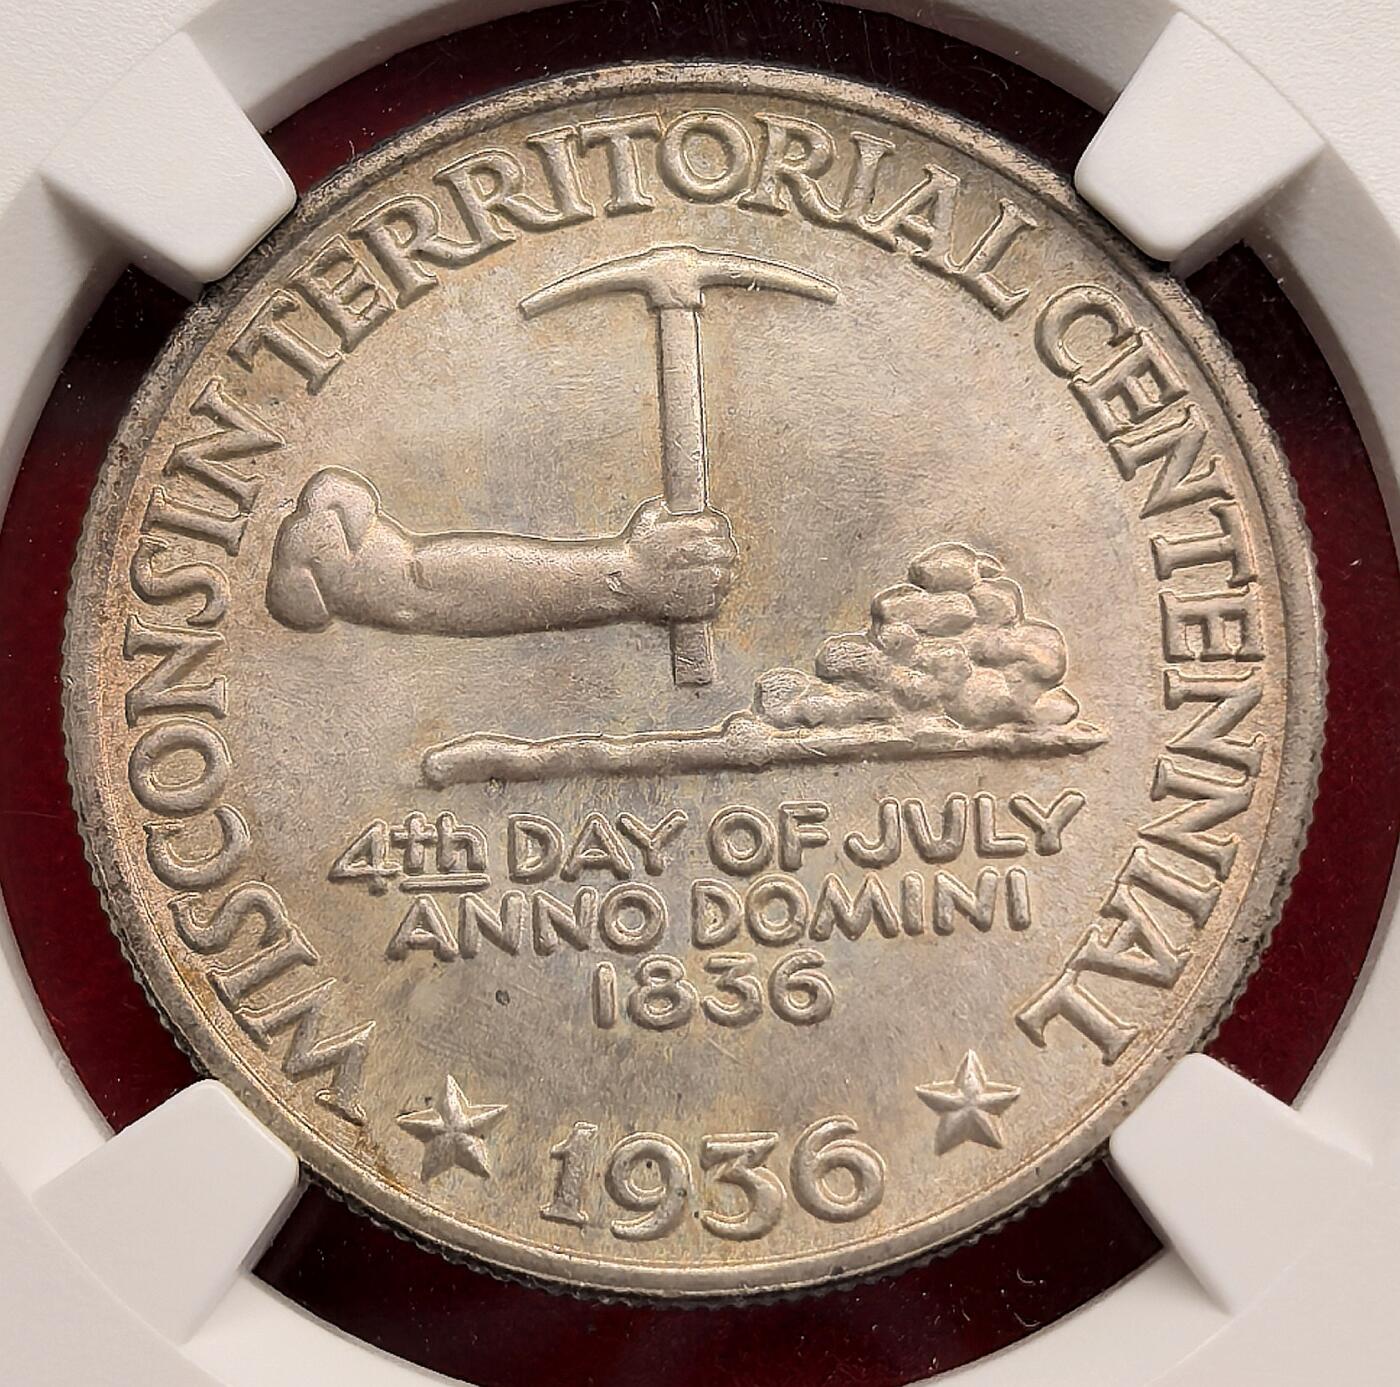 WISCONSIN TERRITORIAL CENTENNIAL
4th DAY OF JULY
ANNO DOMINI
1836
1936